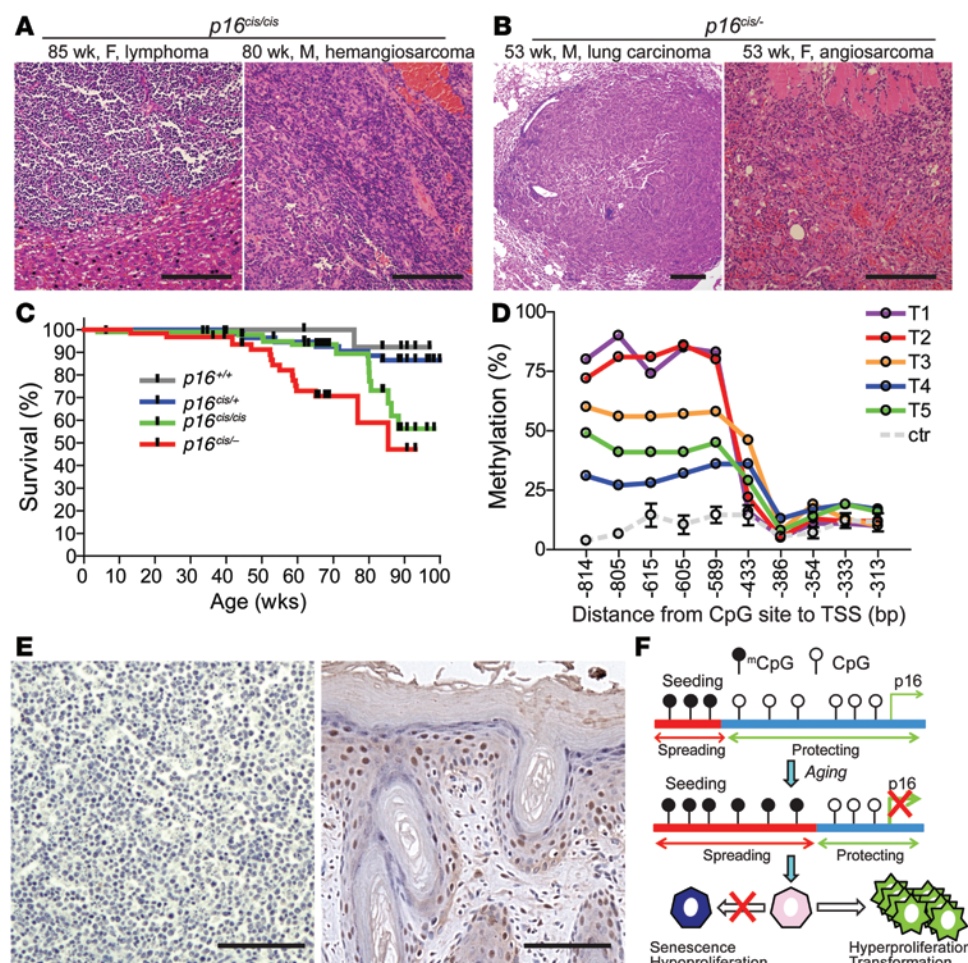 A
p16cis/cis
85 wk, F, lymphoma
80 wk, M, hemangiosarcoma
B
p16cis/-
53 wk, M, lung carcinoma
53 wk, F, angiosarcoma
C
Survival (%)
100
90
80
70
60
50
40
30
20
10
0
p16+/+
p16cis/+
p16cis/cis
p16cis/–
0 10 20 30 40 50 60 70 80 90 100
Age (wks)
D
Methylation (%)
100
75
50
25
0
T1
T2
T3
T4
T5
ctr
-814 -805 -615 -605 -589 -433 -386 -354 -333 -313
Distance from CpG site to TSS (bp)
E
F
mCpG CpG
Seeding
p16
Spreading
Protecting
Aging
Seeding
p16
Spreading
Protecting
Senescence
Hypoproliferation
Hyperproliferation
Transformation